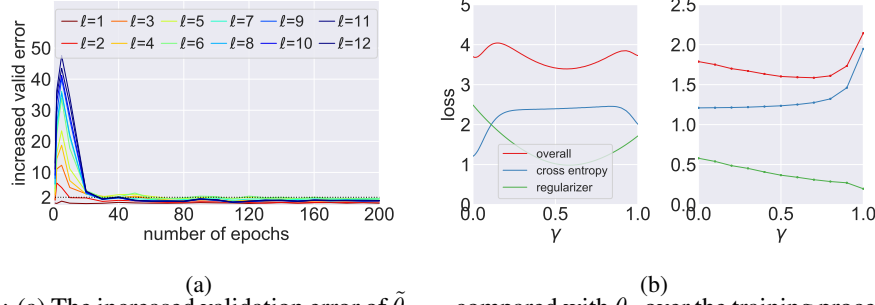 ℓ=1 ℓ=3 ℓ=5 ℓ=7 ℓ=9 ℓ=11
ℓ=2 ℓ=4 ℓ=6 ℓ=8 ℓ=10 ℓ=12
increased valid error
50
40
30
20
10
2
0 40 80 120 160 200
number of epochs
(a)
loss
5
4
3
2
1
0
overall
cross entropy
regularizer
0.0 0.5 1.0
γ
2.5
2.0
1.5
1.0
0.5
0
0.0 0.5 1.0
γ
(b)
(a) The increased validation error of θ̃ compared with θ over the training